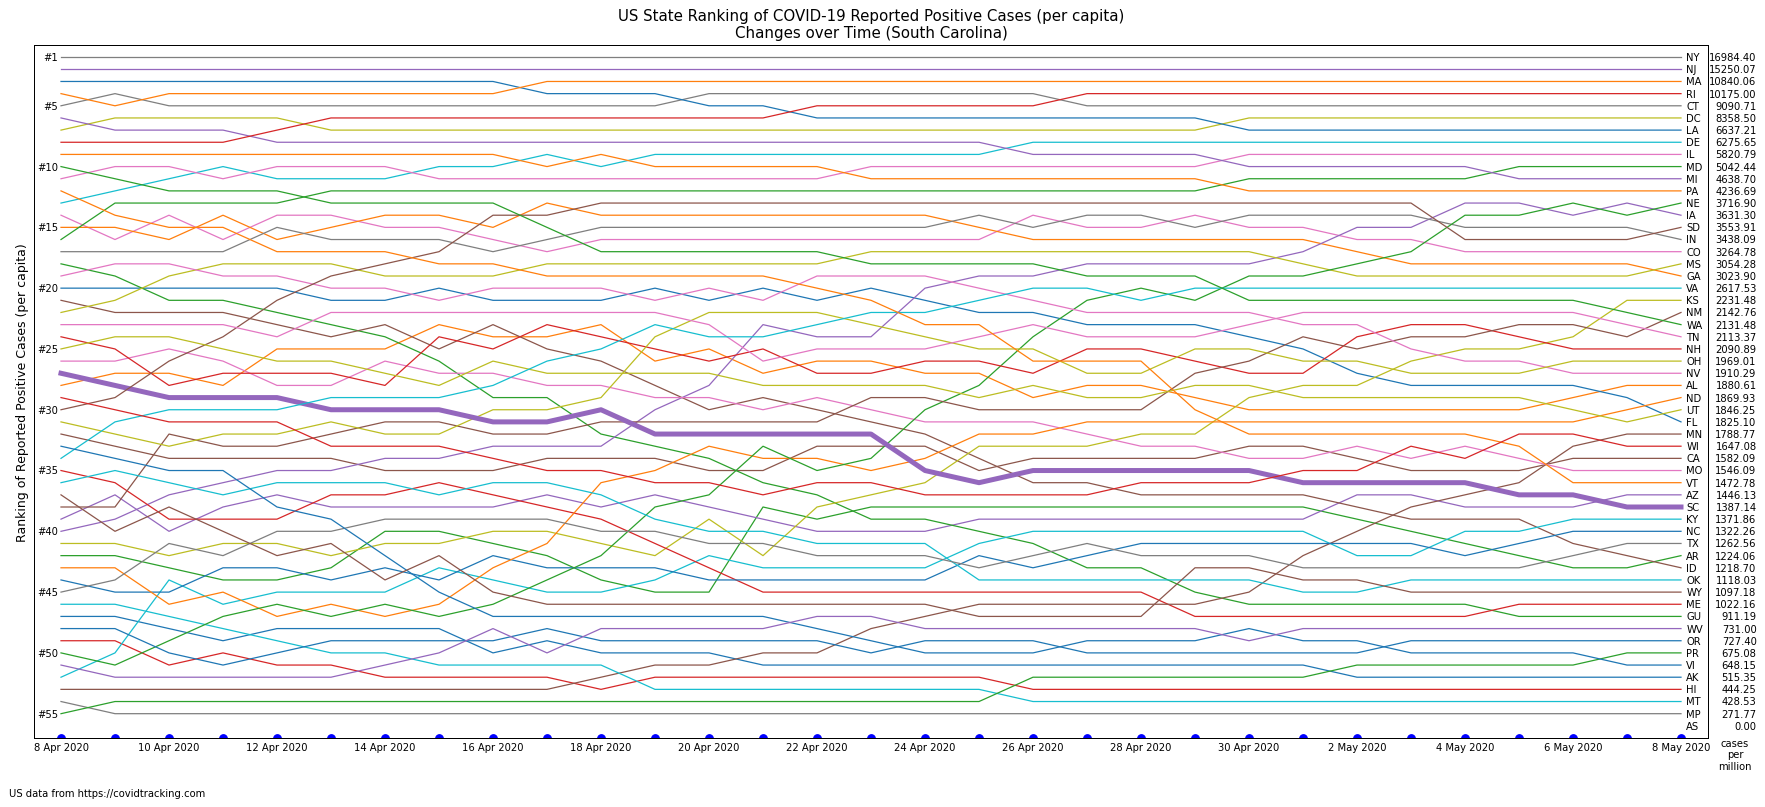 US State Ranking of COVID-19 Reported Positive Cases (per capita)
Changes over Time (South Carolina)
Ranking of Reported Positive Cases (per capita)
#1
#5
#10
#15
#20
#25
#30
#35
#40
#45
#50
#55
NY 16984.40
NJ 15250.07
MA 10840.06
RI 10175.00
CT 9090.71
DC 8358.50
LA 6637.21
DE 6275.65
IL 5820.79
MD 5042.44
MI 4638.70
PA 4236.69
NE 3716.90
IA 3631.30
SD 3553.91
IN 3438.09
CO 3264.78
MS 3054.28
GA 3023.90
VA 2617.53
KS 2231.48
NM 2142.76
WA 2131.48
TN 2113.37
NH 2090.89
OH 1969.01
NV 1910.29
AL 1880.61
ND 1869.93
UT 1846.25
FL 1825.10
MN 1788.77
WI 1647.08
CA 1582.09
MO 1546.09
VT 1472.78
AZ 1446.13
SC 1387.14
KY 1371.86
NC 1322.26
TX 1262.56
AR 1224.06
ID 1218.70
OK 1118.03
WY 1097.18
ME 1022.16
GU 911.19
WV 731.00
OR 727.40
PR 675.08
VI 648.15
AK 515.35
HI 444.25
MT 428.53
MP 271.77
AS 0.00
8 Apr 2020 10 Apr 2020 12 Apr 2020 14 Apr 2020 16 Apr 2020 18 Apr 2020 20 Apr 2020 22 Apr 2020 24 Apr 2020 26 Apr 2020 28 Apr 2020 30 Apr 2020 2 May 2020 4 May 2020 6 May 2020 8 May 2020
cases
per
million
US data from https://covidtracking.com